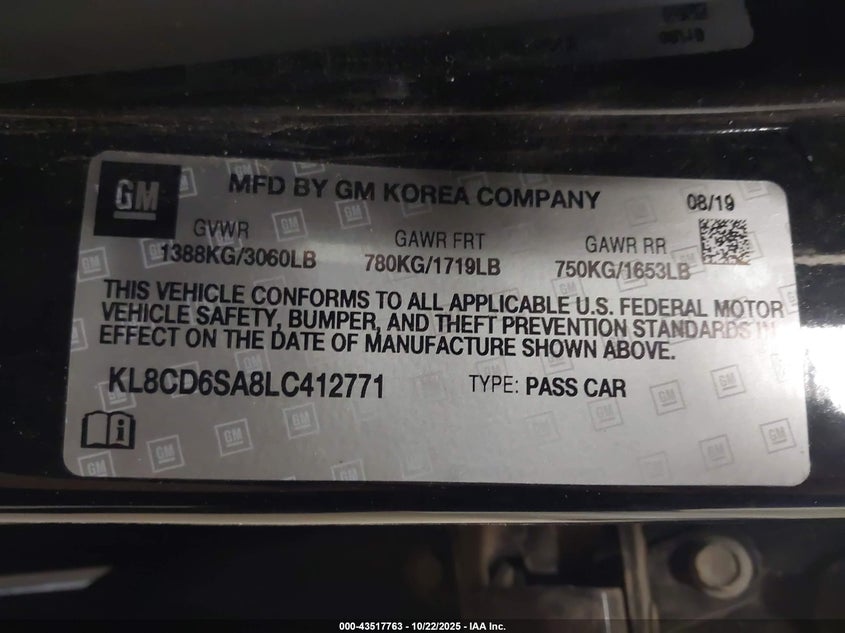 GM
MFD BY GM KOREA COMPANY
08/19
GVWR
GAWR FRT
GAWR RR
1388KG/3060LB
780KG/1719LB
750KG/1653LB
THIS VEHICLE CONFORMS TO ALL APPLICABLE U.S. FEDERAL MOTOR
VEHICLE SAFETY, BUMPER, AND THEFT PREVENTION STANDARDS IN
EFFECT ON THE DATE OF MANUFACTURE SHOWN ABOVE.
KL8CD6SA8LC412771
TYPE: PASS CAR
000-43517763 - 10/22/2025 - IAA Inc.